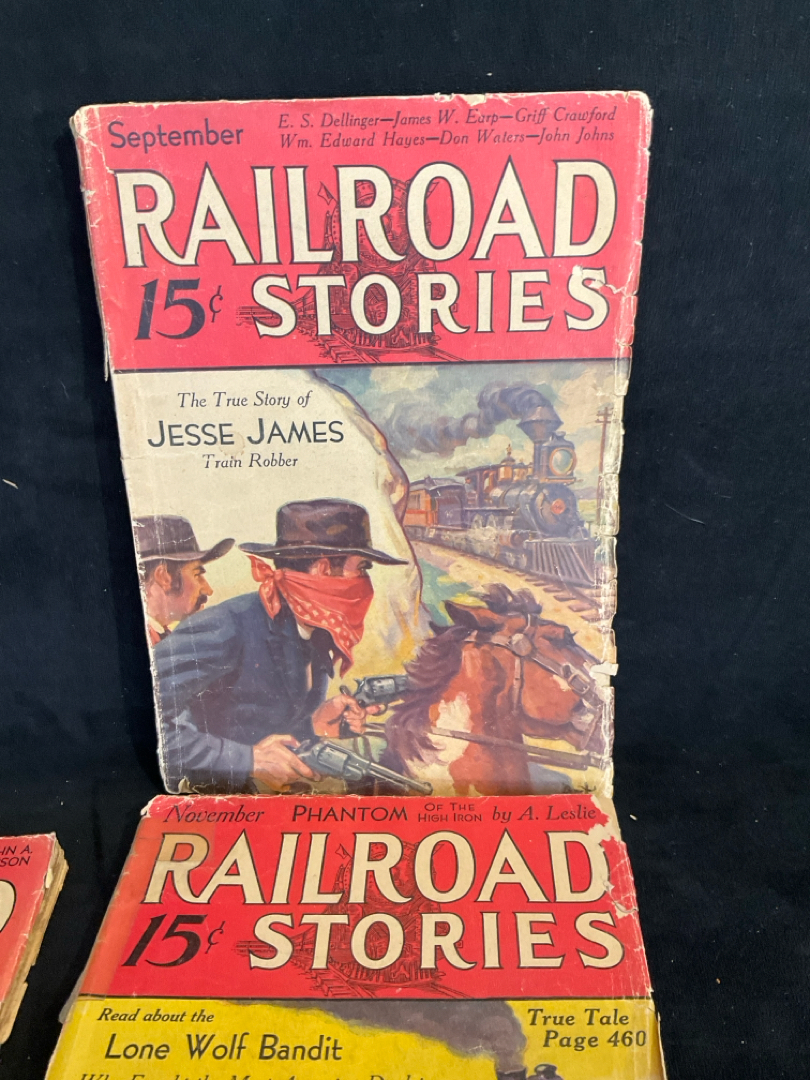 September
E. S. Dellinger—James W. Earp—Griff Crawford
Wm. Edward Hayes—Don Waters—John Johns
RAILROAD
15¢ STORIES
The True Story of
JESSE JAMES
Train Robber
November PHANTOM OF THE HIGH IRON by A. Leslie
RAILROAD
15¢ STORIES
Read about the
Lone Wolf Bandit
True Tale
Page 460